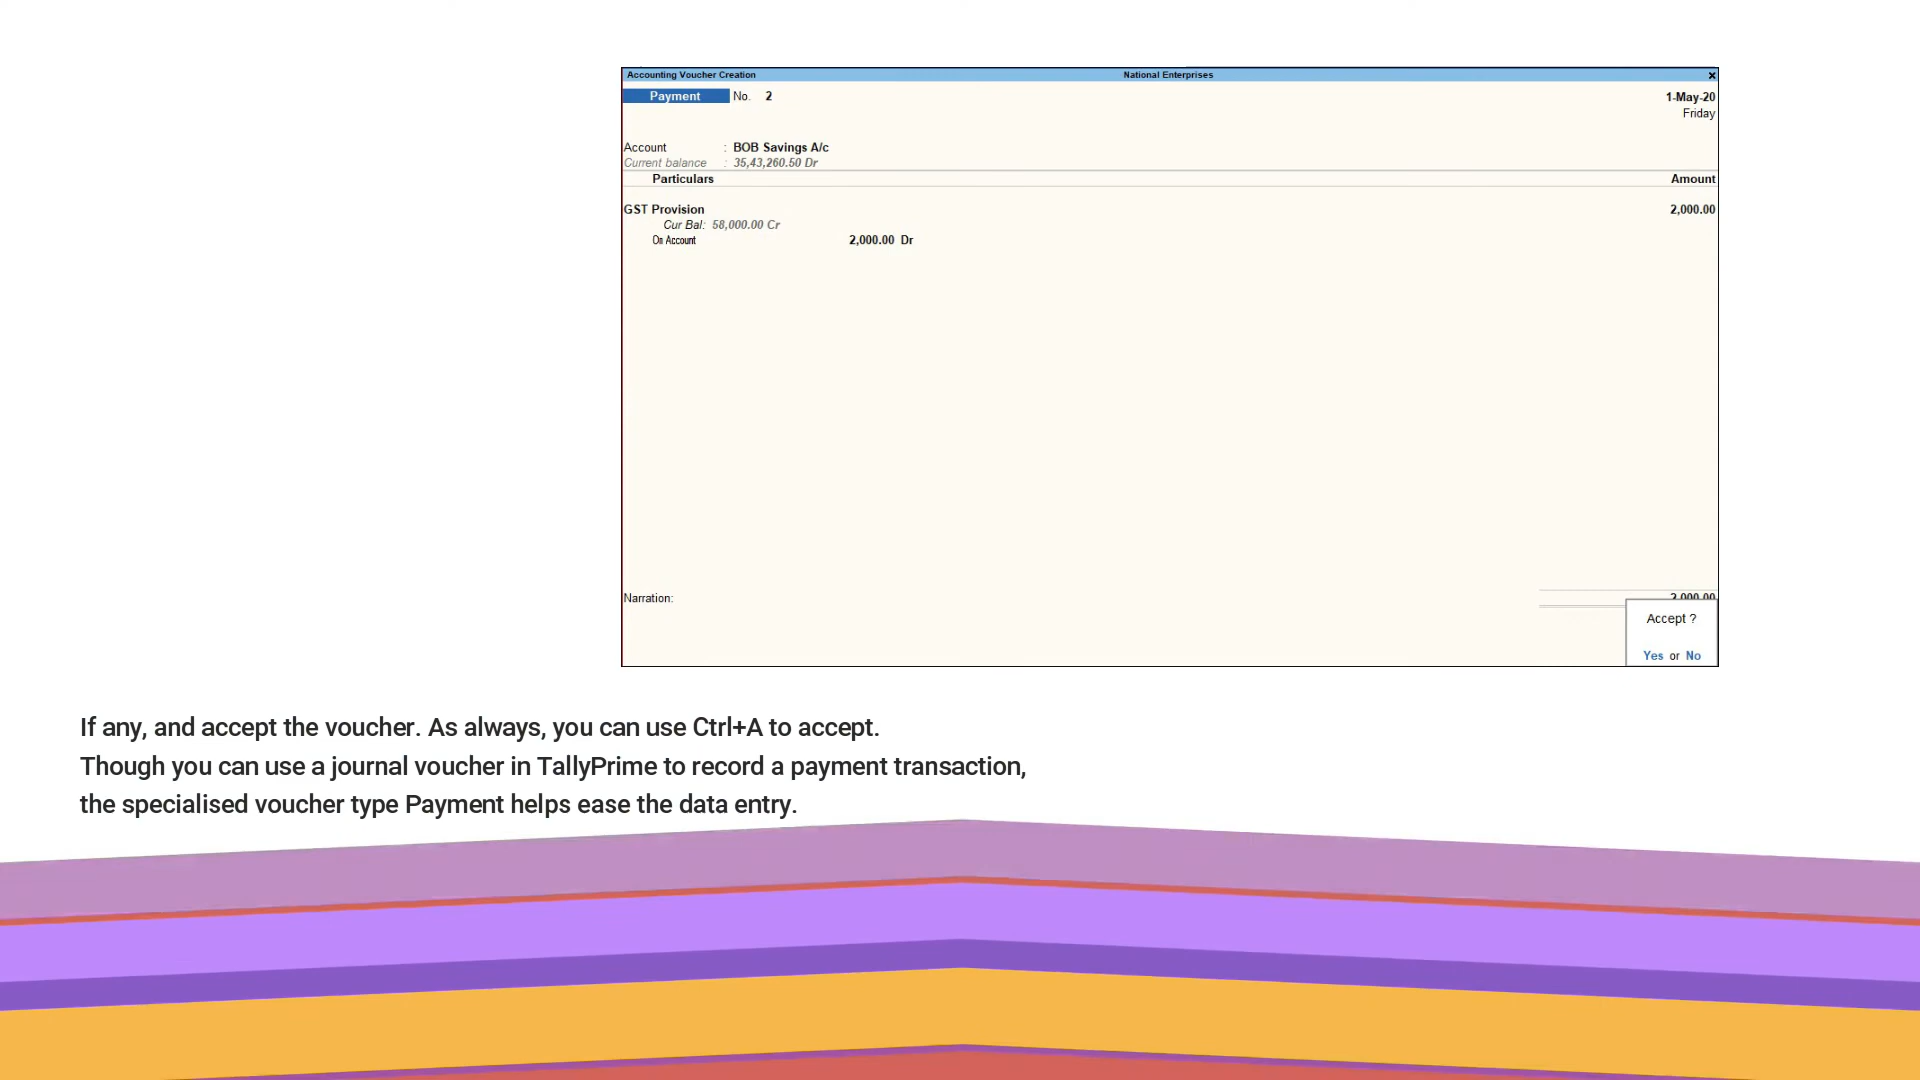 Accounting Voucher Creation National Enterprises x
Payment No. 2 1-May-20
Friday
Account : BOB Savings A/c
Current balance : 35,43,260.50 Dr
Particulars Amount
GST Provision 2,000.00
Cur Bal: 58,000.00 Cr
On Account 2,000.00 Dr
Narration: 2,000.00
Accept ?
Yes or No
If any, and accept the voucher. As always, you can use Ctrl+A to accept.
Though you can use a journal voucher in TallyPrime to record a payment transaction,
the specialised voucher type Payment helps ease the data entry.